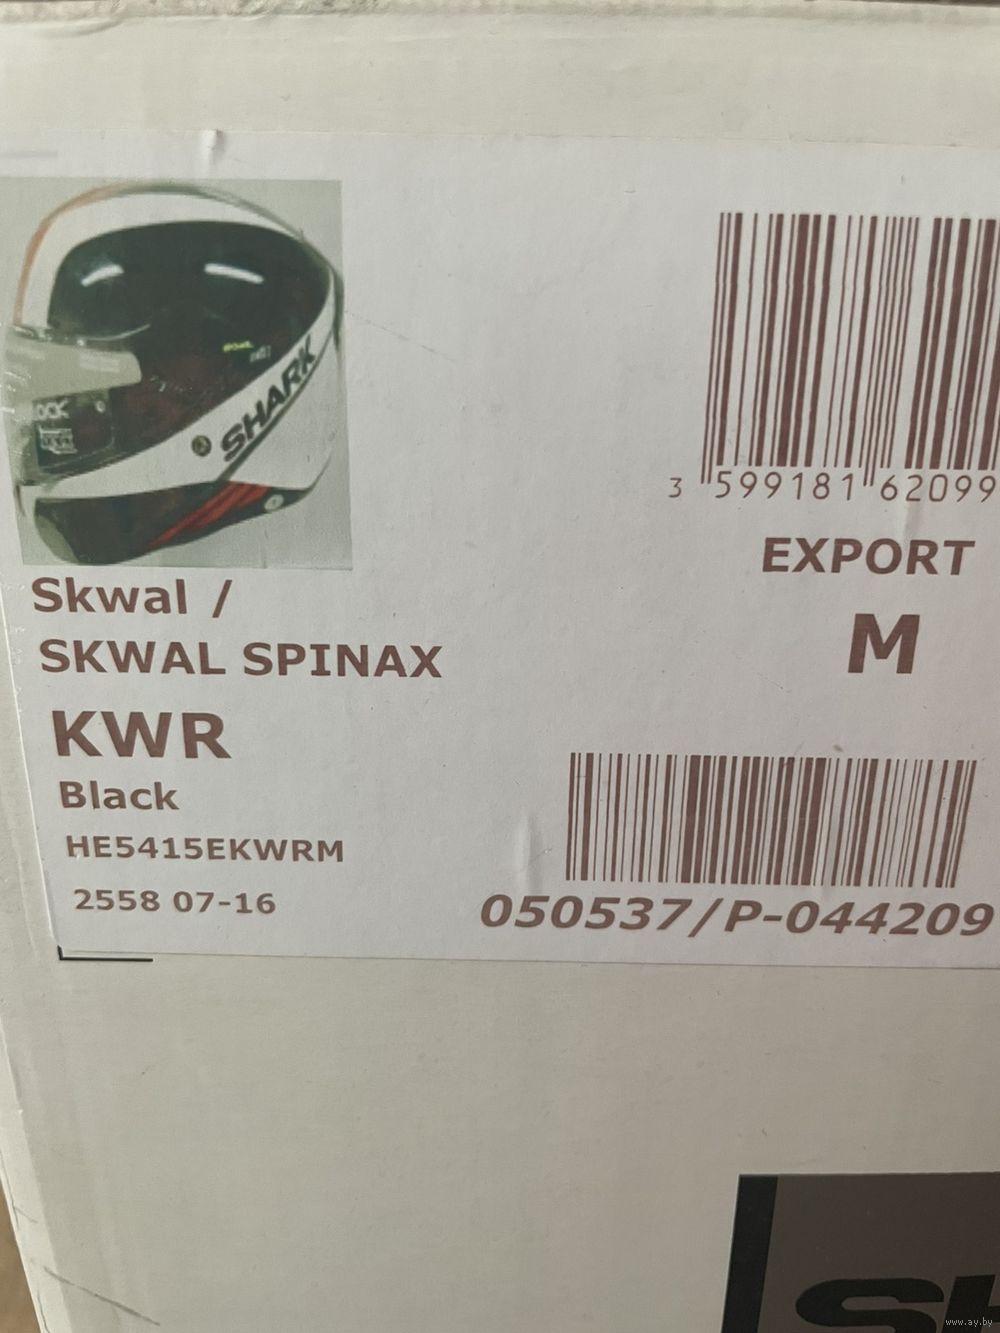 SHARK
3 599181 62099
EXPORT
M
Skwal /
SKWAL SPINAX
KWR
Black
HE5415EKWRM
2558 07-16
050537/P-044209
www.ay.by